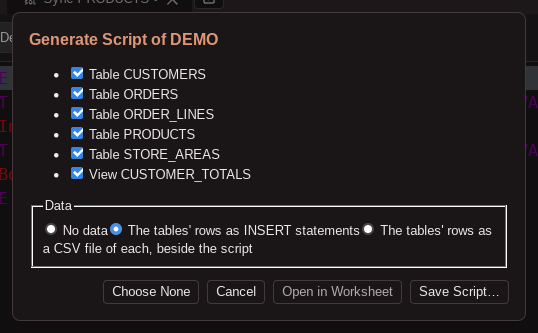 Sync PRODUCTS
Generate Script of DEMO
Table CUSTOMERS
Table ORDERS
Table ORDER_LINES
Table PRODUCTS
Table STORE_AREAS
View CUSTOMER_TOTALS
Data
No data The tables' rows as INSERT statements The tables' rows as
a CSV file of each, beside the script
Choose None Cancel Open in Worksheet Save Script...